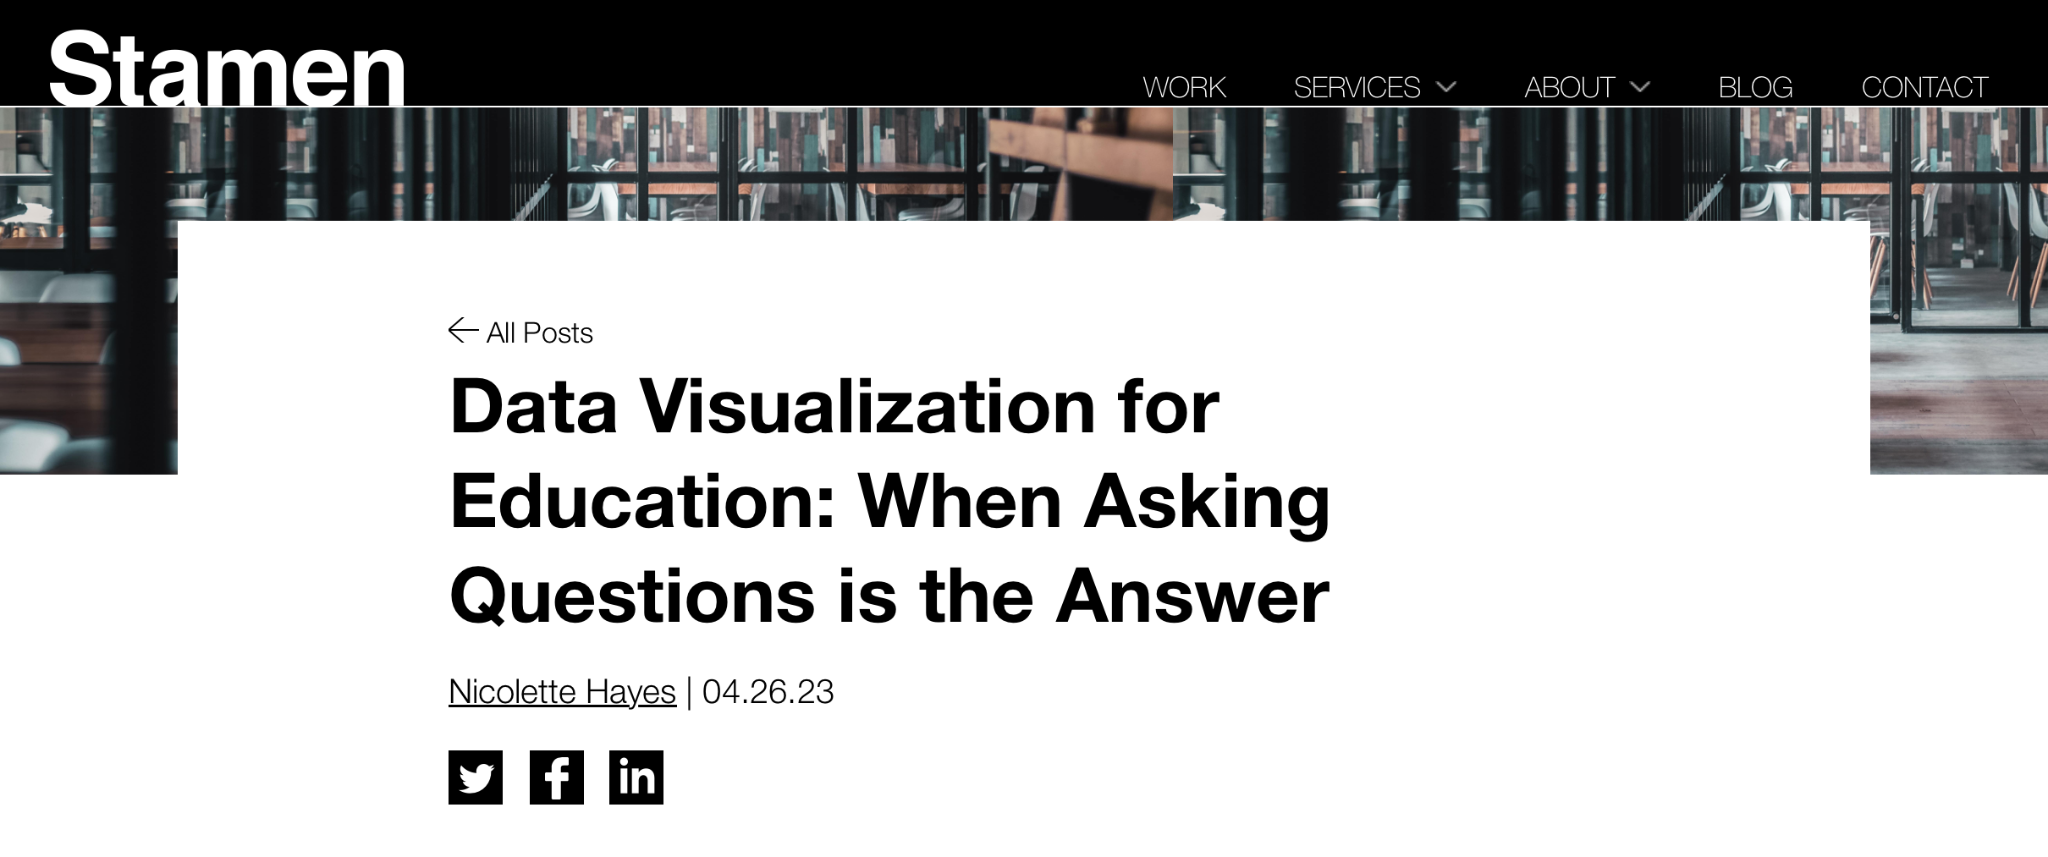 Stamen
WORK
SERVICES
ABOUT
BLOG
CONTACT
All Posts
Data Visualization for
Education: When Asking
Questions is the Answer
Nicolette Hayes | 04.26.23